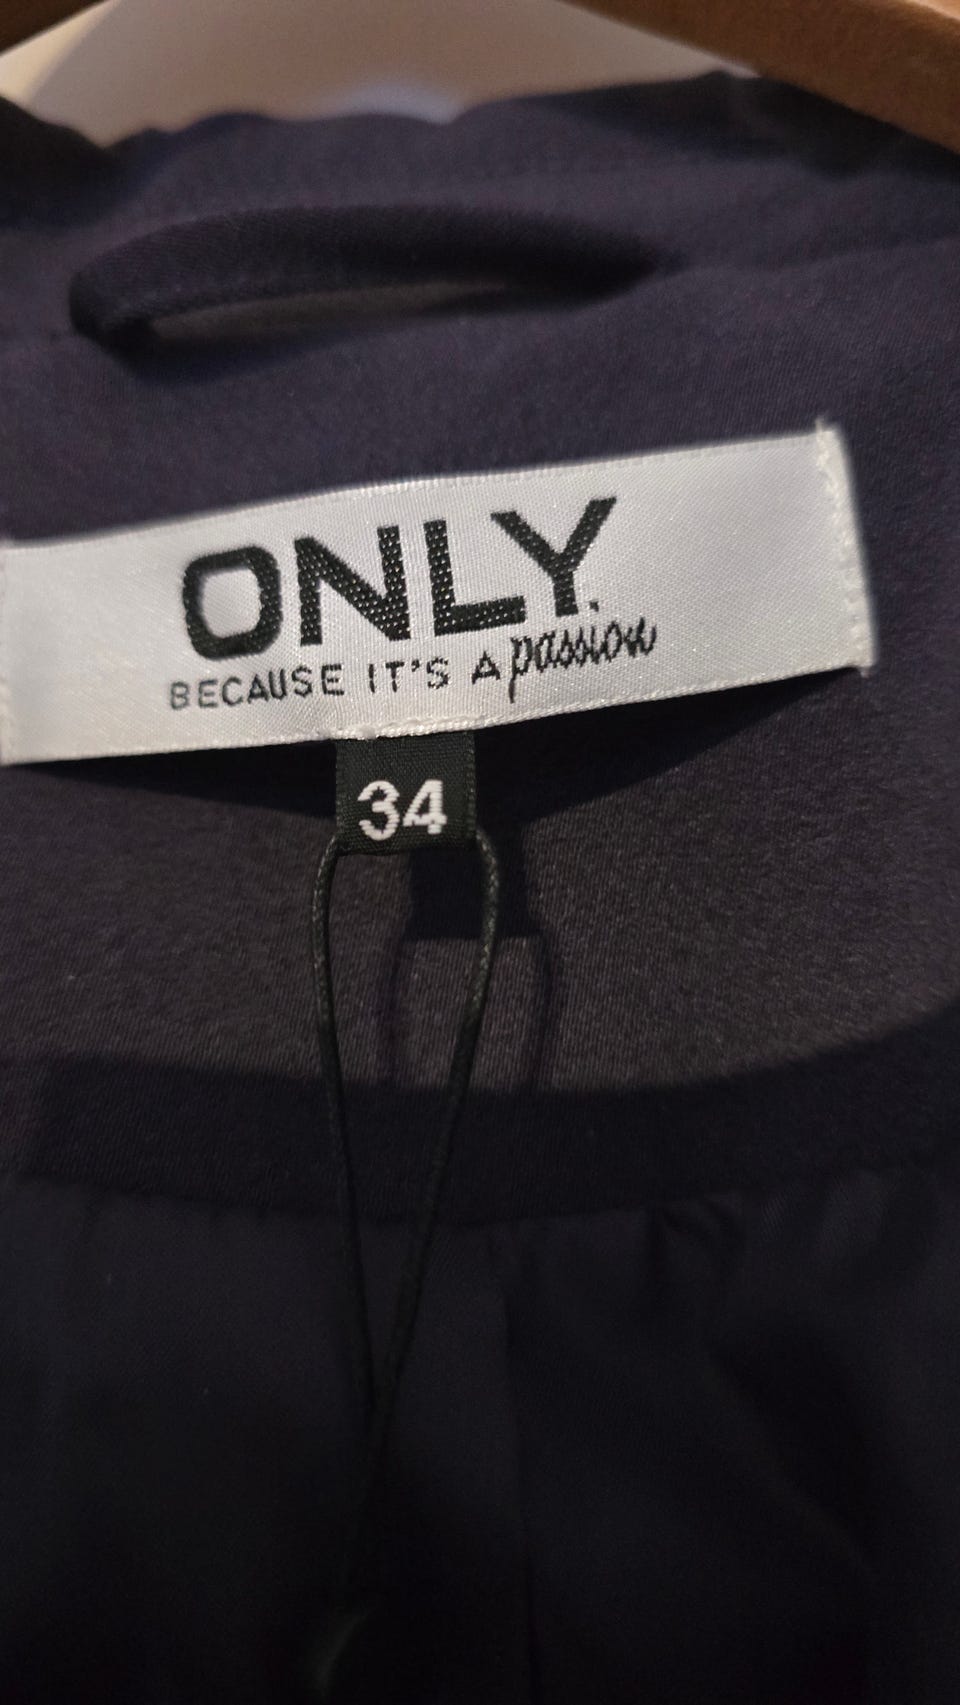 ONLY.
BECAUSE IT'S A passion
34